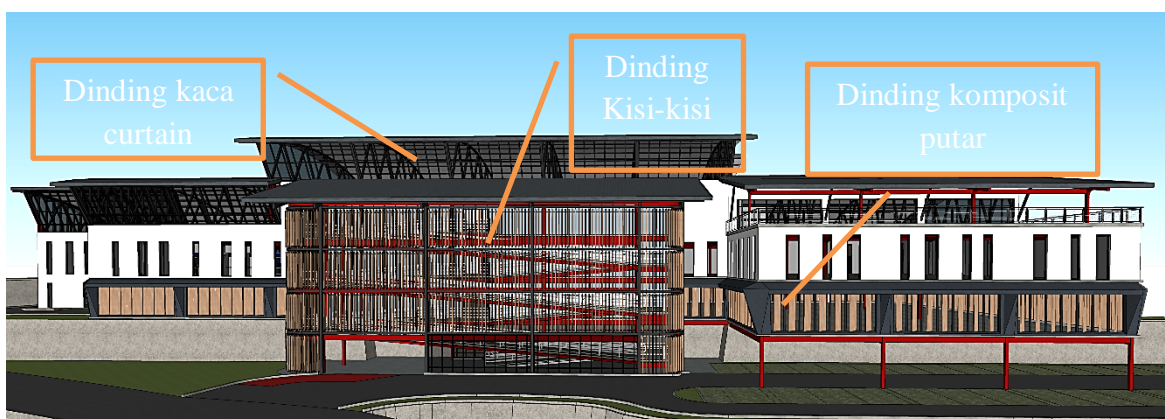 Dinding kaca
curtain
Dinding
Kisi-kisi
Dinding komposit
putar